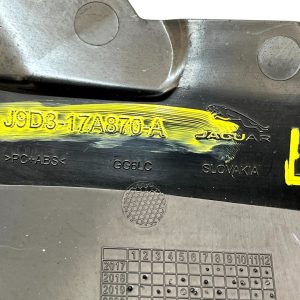 J9D3-17A870-A JAGUAR
>PC+ABS< SLOVAKIA
1 2 3 4 5 6 7 8 9 10 11 12
2017
2018
2019